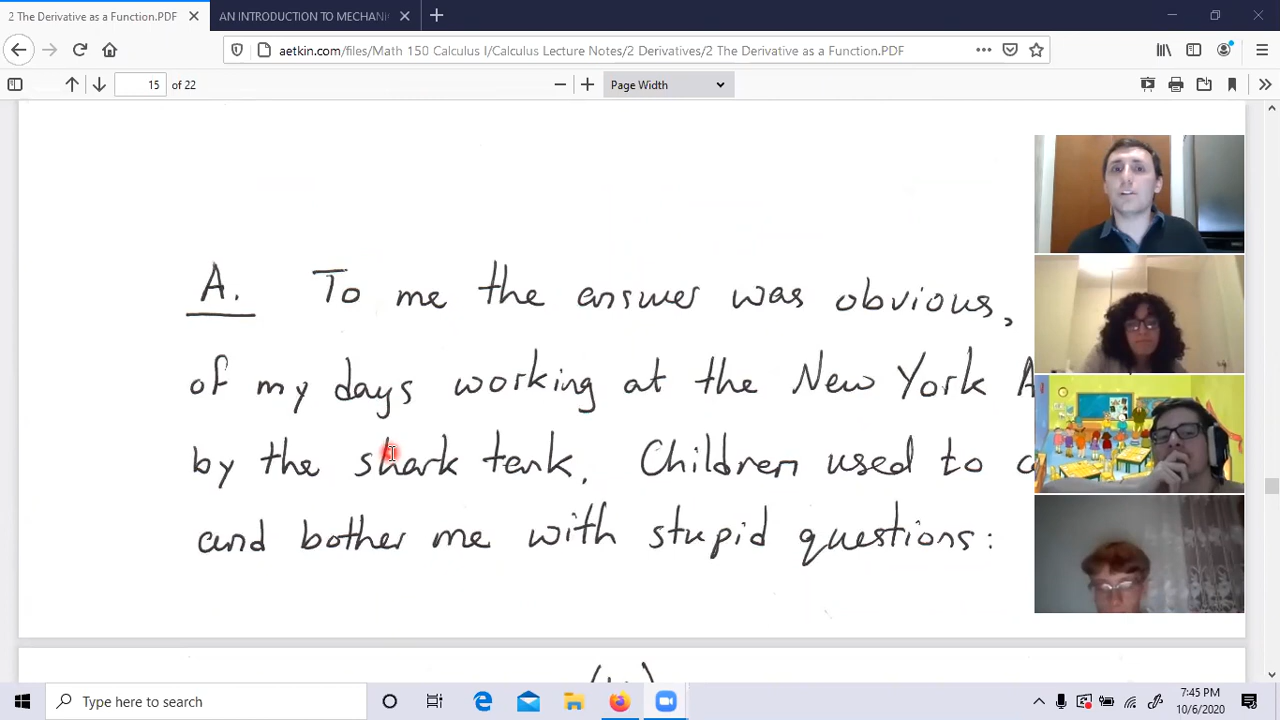 2 The Derivative as a Function.PDF
AN INTRODUCTION TO MECHANI
aetkin.com/files/Math 150 Calculus I/Calculus Lecture Notes/2 Derivatives/2 The Derivative as a Function.PDF
15 of 22
Page Width
A. To me the answer was obvious,
of my days working at the New York A
by the shark tank. Children used to
and bother me with stupid questions:
Type here to search
7:45 PM
10/6/2020